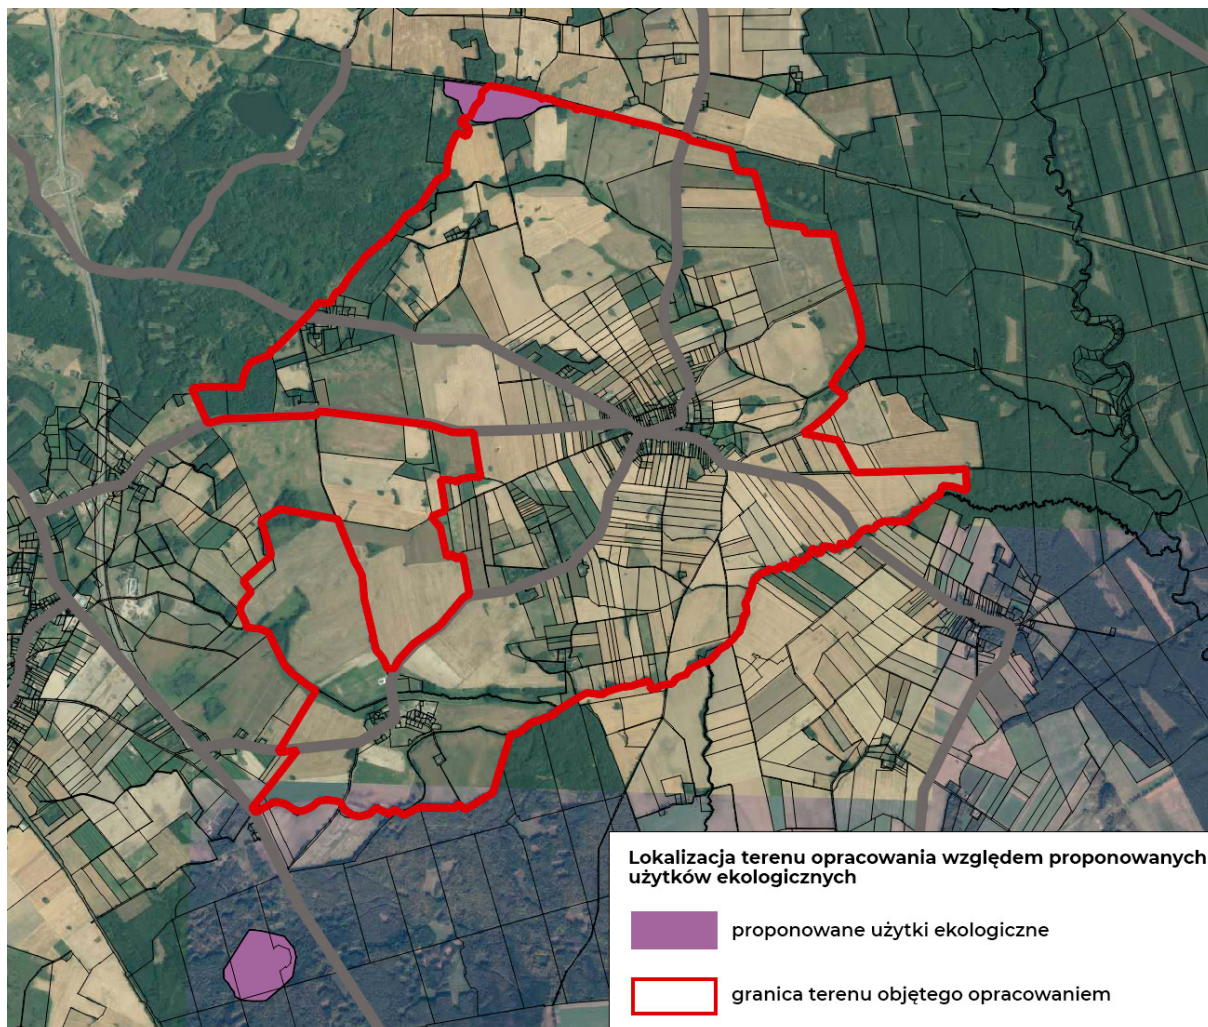 Lokalizacja terenu opracowania względem proponowanych
użytków ekologicznych
proponowane użytki ekologiczne
granica terenu objętego opracowaniem